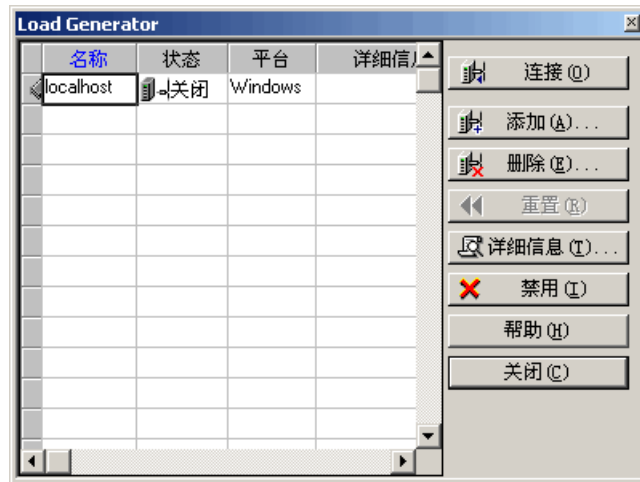 Load Generator
名称 状态 平台 详细信息
localhost 关闭 Windows
连接(O)
添加(A)...
删除(E)...
重置(R)
详细信息(T)...
禁用(I)
帮助(H)
关闭(C)